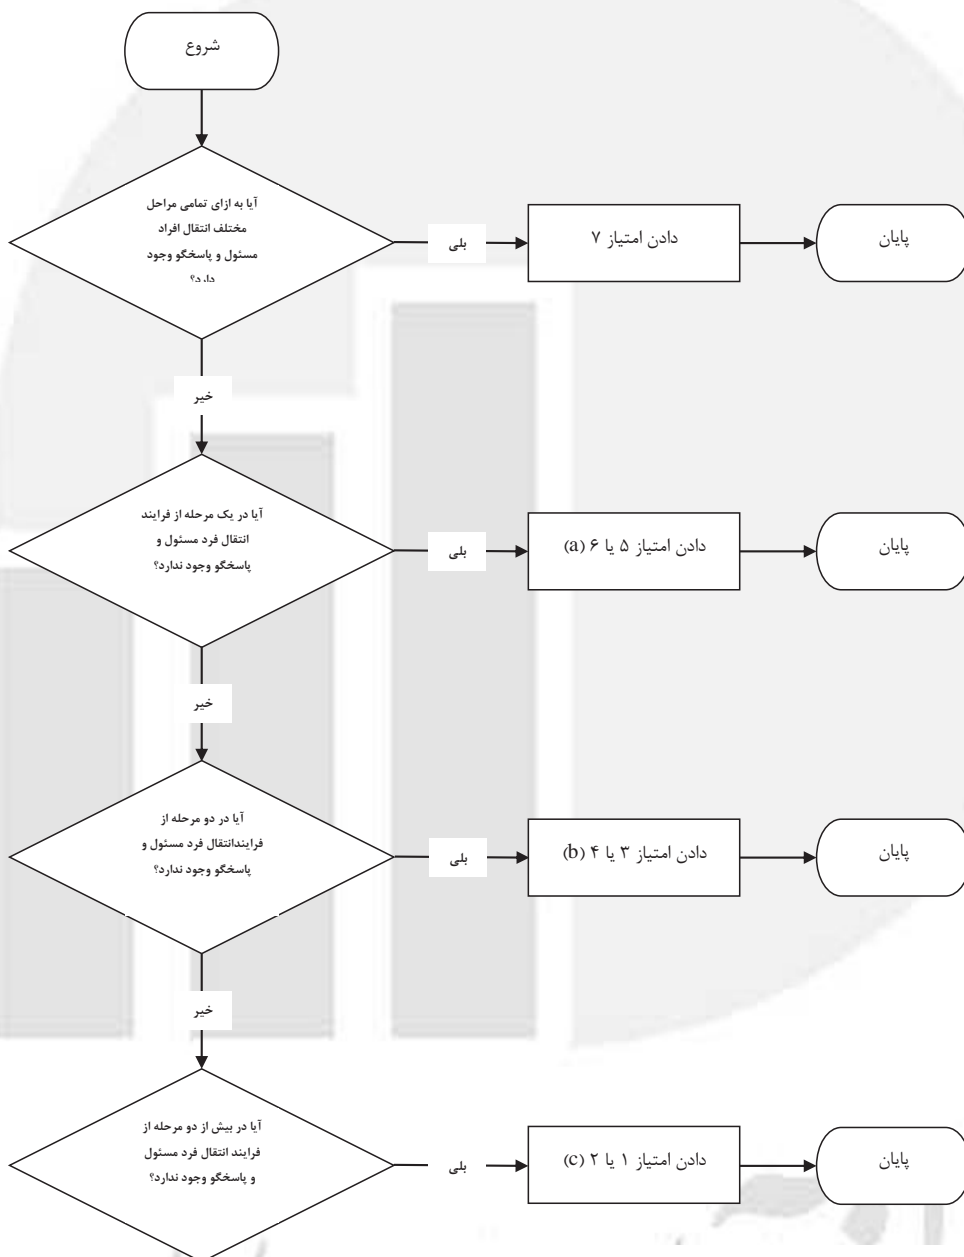 شروع
آیا به ازای تمامی مراحل
مختلف انتقال افراد
مسئول و پاسخگو وجود
دارد؟
بلی
دادن امتیاز ۷
پایان
خیر
آیا در یک مرحله از فرایند
انتقال فرد مسئول و
پاسخگو وجود ندارد؟
بلی
دادن امتیاز ۵ یا ۶ (a)
پایان
خیر
آیا در دو مرحله از
فرایندانتقال فرد مسئول و
پاسخگو وجود ندارد؟
بلی
دادن امتیاز ۳ یا ۴ (b)
پایان
خیر
آیا در بیش از دو مرحله از
فرایند انتقال فرد مسئول
و پاسخگو وجود ندارد؟
بلی
دادن امتیاز ۱ یا ۲ (c)
پایان